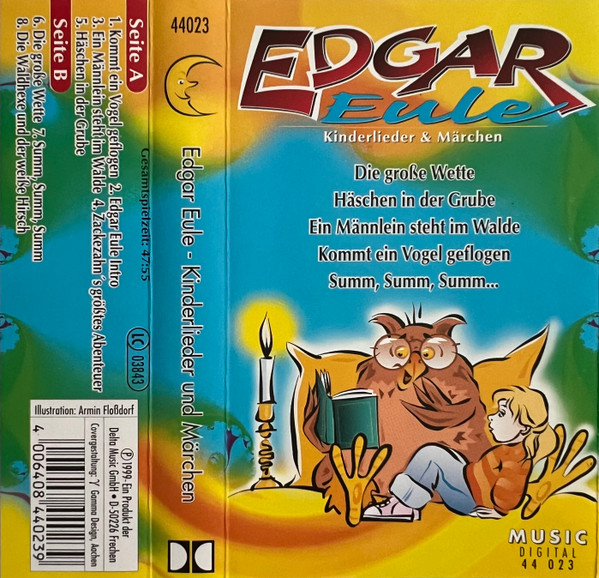 Seite A
1. Kommt ein Vogel geflogen 2. Edgar Eule Intro
3. Ein Männlein steht im Walde 4. Zackezahn´s größtes Abenteuer
5. Häschen in der Grube
Seite B
6. Die große Wette 7. Summ, Summ, Summ
8. Die Waldhexe und der weiße Hirsch
Gesamtspielzeit: 47:55
LC 03843
Illustration: Armin Floßdorf
4 006408 440239
℗ 1999· Ein Produkt der
Delta Music GmbH • D-50226 Frechen
Covergestaltung: 'Y' Gamma Design, Aachen
44023
Edgar Eule - Kinderlieder und Märchen
EDGAR
Eule
Kinderlieder & Märchen
Die große Wette
Häschen in der Grube
Ein Männlein steht im Walde
Kommt ein Vogel geflogen
Summ, Summ, Summ...
MUSIC
DIGITAL
44 023